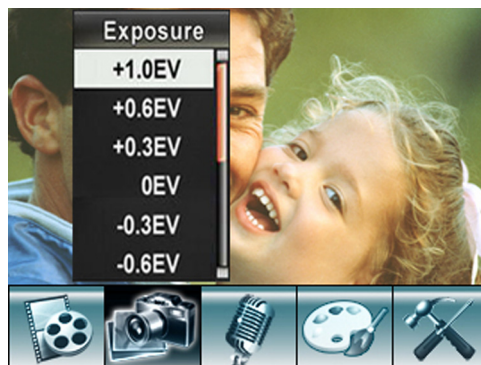 Exposure
+1.0EV
+0.6EV
+0.3EV
0EV
-0.3EV
-0.6EV